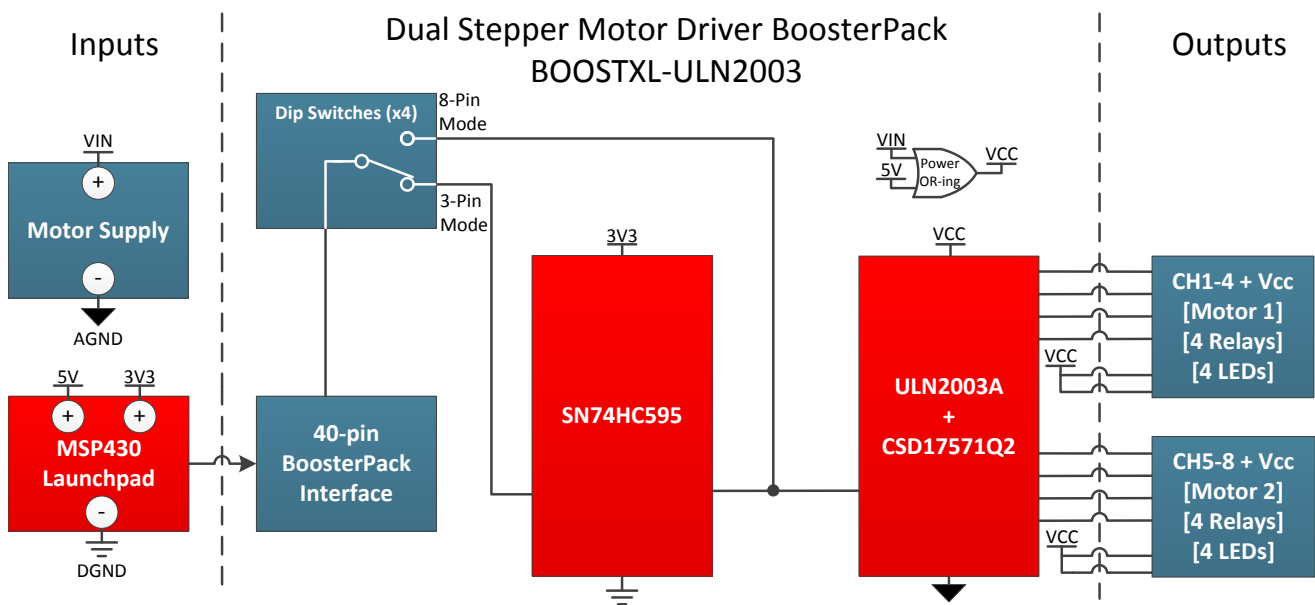 Inputs
Dual Stepper Motor Driver BoosterPack
BOOSTXL-ULN2003
Outputs
VIN
+
Motor Supply
-
AGND
5V
3V3
+
+
MSP430
Launchpad
-
DGND
Dip Switches (x4)
8-Pin
Mode
3-Pin
Mode
40-pin
BoosterPack
Interface
3V3
SN74HC595
VIN
5V
Power
OR-ing
VCC
VCC
ULN2003A
+
CSD17571Q2
VCC
CH1-4 + Vcc
[Motor 1]
[4 Relays]
[4 LEDs]
VCC
CH5-8 + Vcc
[Motor 2]
[4 Relays]
[4 LEDs]